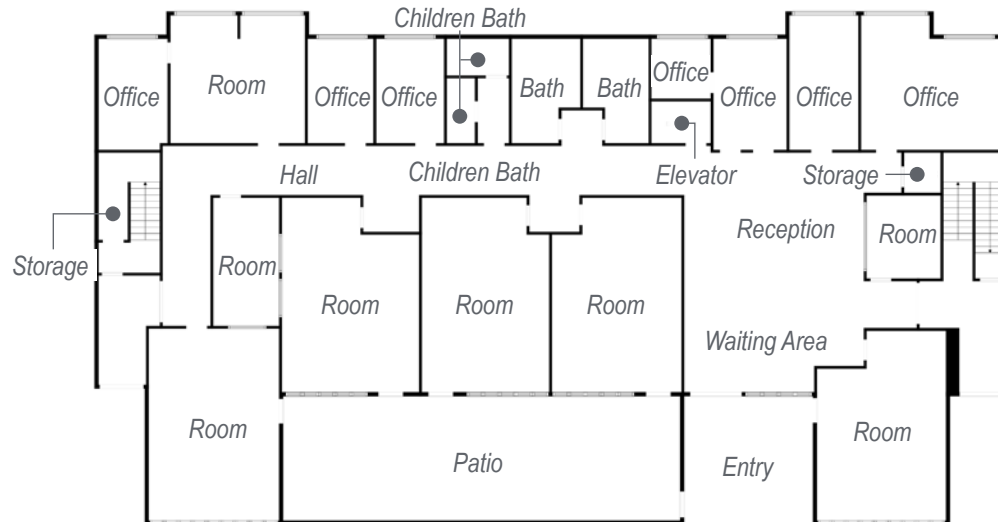 Children Bath
Office
Room
Office
Office
Bath
Bath
Office
Office
Office
Office
Hall
Children Bath
Elevator
Storage
Storage
Room
Reception
Room
Room
Room
Room
Waiting Area
Room
Patio
Entry
Room